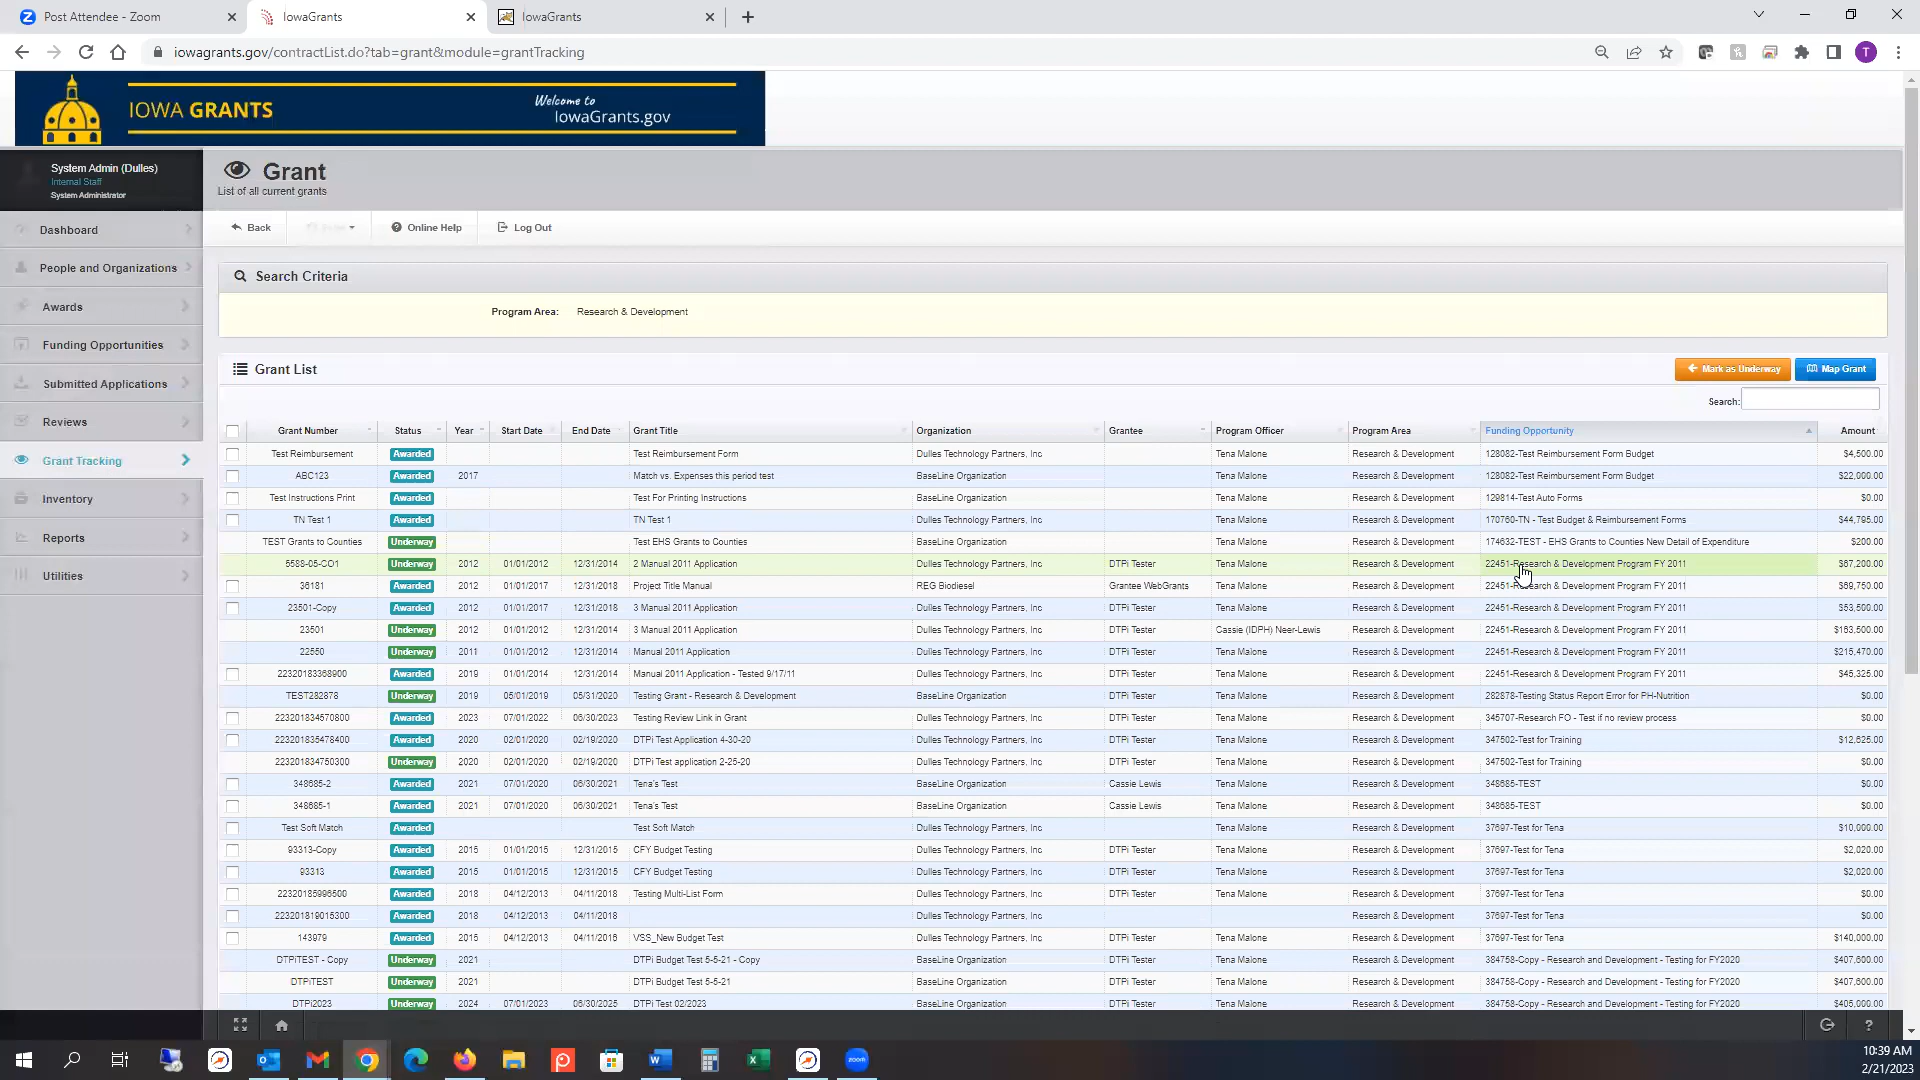 Post Attendee - Zoom
IowaGrants
IowaGrants
iowagrants.gov/contractList.do?tab=grant&module=grantTracking
T
IOWA GRANTS
Welcome to
IowaGrants.gov
System Admin (Dulles)
Internal Staff
System Administrator
Grant
List of all current grants
Back
Online Help
Log Out
Dashboard
People and Organizations
Awards
Funding Opportunities
Submitted Applications
Reviews
Grant Tracking
Inventory
Reports
Utilities
Search Criteria
Program Area: Research & Development
Grant List
Mark as Underway
Map Grant
Search:
Grant Number Status Year Start Date End Date Grant Title Organization Grantee Program Officer Program Area Funding Opportunity Amount
Test Reimbursement Awarded Test Reimbursement Form Dulles Technology Partners, Inc Tena Malone Research & Development 128082-Test Reimbursement Form Budget $4,500.00
ABC123 Awarded 2017 Match vs. Expenses this period test BaseLine Organization Tena Malone Research & Development 128082-Test Reimbursement Form Budget $22,000.00
Test Instructions Print Awarded Test For Printing Instructions BaseLine Organization Tena Malone Research & Development 129814-Test Auto Forms $0.00
TN Test 1 Awarded TN Test 1 Dulles Technology Partners, Inc Tena Malone Research & Development 170760-TN - Test Budget & Reimbursement Forms $44,795.00
TEST Grants to Counties Underway Test EHS Grants to Counties BaseLine Organization Tena Malone Research & Development 174632-TEST - EHS Grants to Counties New Detail of Expenditure $200.00
5588-05-CO1 Underway 2012 01/01/2012 12/31/2014 2 Manual 2011 Application Dulles Technology Partners, Inc DTPi Tester Tena Malone Research & Development 22451-Research & Development Program FY 2011 $67,200.00
36181 Awarded 2012 01/01/2012 12/31/2018 Project Title Manual REG Biodiesel Grantee WebGrants Tena Malone Research & Development 22451-Research & Development Program FY 2011 $69,750.00
23501-Copy Awarded 2012 01/01/2017 12/31/2018 3 Manual 2011 Application Dulles Technology Partners, Inc DTPi Tester Tena Malone Research & Development 22451-Research & Development Program FY 2011 $53,500.00
23501 Underway 2012 01/01/2012 12/31/2014 3 Manual 2011 Application Dulles Technology Partners, Inc DTPi Tester Cassie (IDPH) Neer-Lewis Research & Development 22451-Research & Development Program FY 2011 $163,500.00
22550 Underway 2011 01/01/2012 12/31/2014 Manual 2011 Application Dulles Technology Partners, Inc DTPi Tester Tena Malone Research & Development 22451-Research & Development Program FY 2011 $215,470.00
22320183368900 Awarded 2019 01/01/2014 12/31/2014 Manual 2011 Application - Tested 9/17/11 Dulles Technology Partners, Inc DTPi Tester Tena Malone Research & Development 22451-Research & Development Program FY 2011 $45,325.00
TEST282878 Underway 2019 05/01/2019 05/31/2020 Testing Grant - Research & Development BaseLine Organization DTPi Tester Tena Malone Research & Development 282878-Testing Status Report Error for PH-Nutrition $0.00
223201834570800 Awarded 2023 07/01/2022 06/30/2023 Testing Review Link in Grant Dulles Technology Partners, Inc DTPi Tester Tena Malone Research & Development 345707-Research FO - Test if no review process $0.00
223201835478400 Awarded 2020 02/01/2020 02/19/2020 DTPi Test Application 4-30-20 Dulles Technology Partners, Inc DTPi Tester Tena Malone Research & Development 347502-Test for Training $12,625.00
223201834750300 Underway 2020 02/01/2020 02/19/2020 DTPi Test application 2-25-20 Dulles Technology Partners, Inc DTPi Tester Tena Malone Research & Development 347502-Test for Training $0.00
348685-2 Awarded 2021 07/01/2020 06/30/2021 Tena's Test BaseLine Organization Cassie Lewis Tena Malone Research & Development 348685-TEST $0.00
348685-1 Awarded 2021 07/01/2020 06/30/2021 Tena's Test BaseLine Organization Cassie Lewis Tena Malone Research & Development 348685-TEST $0.00
Test Soft Match Awarded Test Soft Match Dulles Technology Partners, Inc Tena Malone Research & Development 37697-Test for Tena $10,000.00
93313-Copy Awarded 2015 01/01/2015 12/31/2015 CFY Budget Testing Dulles Technology Partners, Inc DTPi Tester Tena Malone Research & Development 37697-Test for Tena $2,020.00
93313 Awarded 2015 01/01/2015 12/31/2015 CFY Budget Testing Dulles Technology Partners, Inc DTPi Tester Tena Malone Research & Development 37697-Test for Tena $2,020.00
22320185996500 Awarded 2018 04/12/2013 04/11/2018 Testing Multi-List Form Dulles Technology Partners, Inc DTPi Tester Tena Malone Research & Development 37697-Test for Tena $0.00
223201819015300 Awarded 2018 04/12/2013 04/11/2018 Dulles Technology Partners, Inc Research & Development 37697-Test for Tena $0.00
143979 Awarded 2015 04/12/2013 04/11/2016 VSS_New Budget Test Dulles Technology Partners, Inc DTPi Tester Tena Malone Research & Development 37697-Test for Tena $140,000.00
DTPiTEST - Copy Underway 2021 DTPi Budget Test 5-5-21 - Copy BaseLine Organization DTPi Tester Tena Malone Research & Development 384758-Copy - Research and Development - Testing for FY2020 $407,600.00
DTPiTEST Underway 2021 DTPi Budget Test 5-5-21 BaseLine Organization DTPi Tester Tena Malone Research & Development 384758-Copy - Research and Development - Testing for FY2020 $407,600.00
DTPi2023 Underway 2024 07/01/2023 06/30/2025 DTPi Test 02/2023 BaseLine Organization DTPi Tester Tena Malone Research & Development 384758-Copy - Research and Development - Testing for FY2020 $405,000.00
10:39 AM
2/21/2023